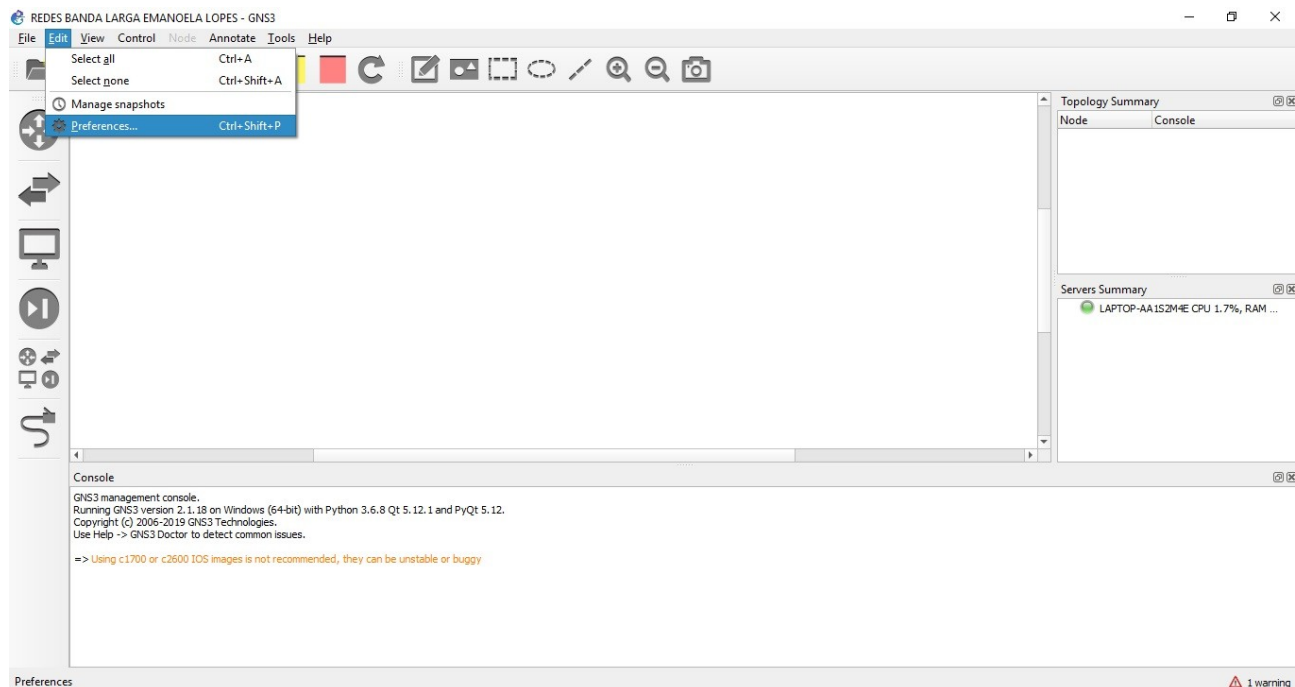 REDES BANDA LARGA EMANOELA LOPES - GNS3
File Edit View Control Node Annotate Tools Help
Select all Ctrl+A
Select none Ctrl+Shift+A
Manage snapshots
Preferences... Ctrl+Shift+P
Topology Summary
Node Console
Servers Summary
LAPTOP-AA1S2M4E CPU 1.7%, RAM ...
Console
GNS3 management console.
Running GNS3 version 2.1.18 on Windows (64-bit) with Python 3.6.8 Qt 5.12.1 and PyQt 5.12.
Copyright (c) 2006-2019 GNS3 Technologies.
Use Help -> GNS3 Doctor to detect common issues.
=> Using c1700 or c2600 IOS images is not recommended, they can be unstable or buggy
Preferences 1 warning